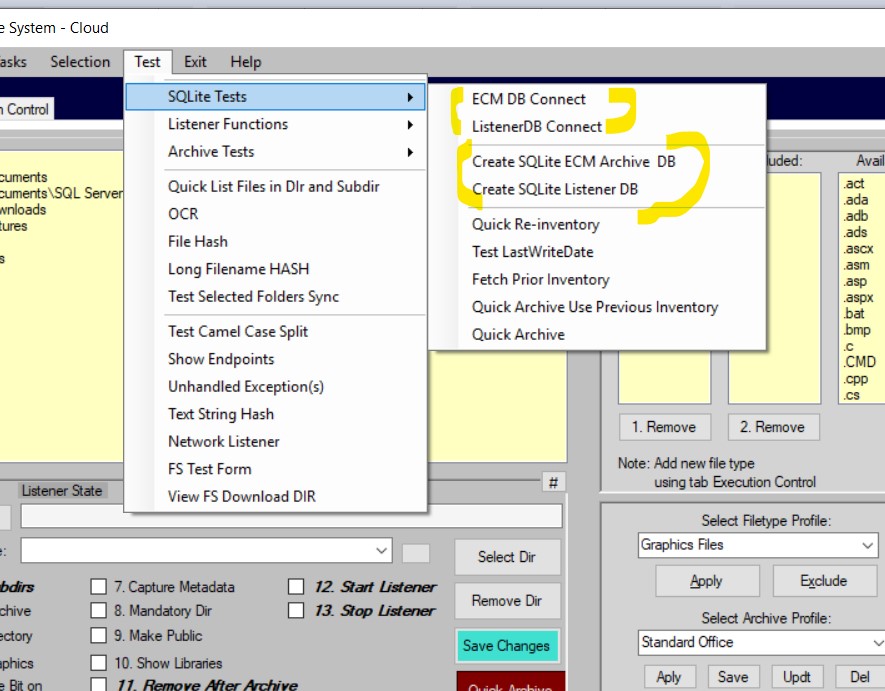 e System - Cloud
asks Selection Test Exit Help
n Control
SQLite Tests
Listener Functions
Archive Tests
Quick List Files in DIr and Subdir
OCR
File Hash
Long Filename HASH
Test Selected Folders Sync
Test Camel Case Split
Show Endpoints
Unhandled Exception(s)
Text String Hash
Network Listener
FS Test Form
View FS Download DIR
ECM DB Connect
ListenerDB Connect
Create SQLite ECM Archive DB
Create SQLite Listener DB
Quick Re-inventory
Test LastWriteDate
Fetch Prior Inventory
Quick Archive Use Previous Inventory
Quick Archive
cuments
cuments\SQL Server
wnloads
tures
s
luded:
Avail
.act
.ada
.adb
.ads
.ascx
.asm
.asp
.aspx
.bat
.bmp
.c
.CMD
.cpp
.cs
1. Remove 2. Remove
Note: Add new file type
using tab Execution Control
Listener State
#
e:
Select Dir
Remove Dir
Save Changes
Quick Archive
bdirs
chive
ectory
aphics
e Bit on
7. Capture Metadata
8. Mandatory Dir
9. Make Public
10. Show Libraries
11. Remove After Archive
12. Start Listener
13. Stop Listener
Select Filetype Profile:
Graphics Files
Apply Exclude
Select Archive Profile:
Standard Office
Aply Save Updt Del